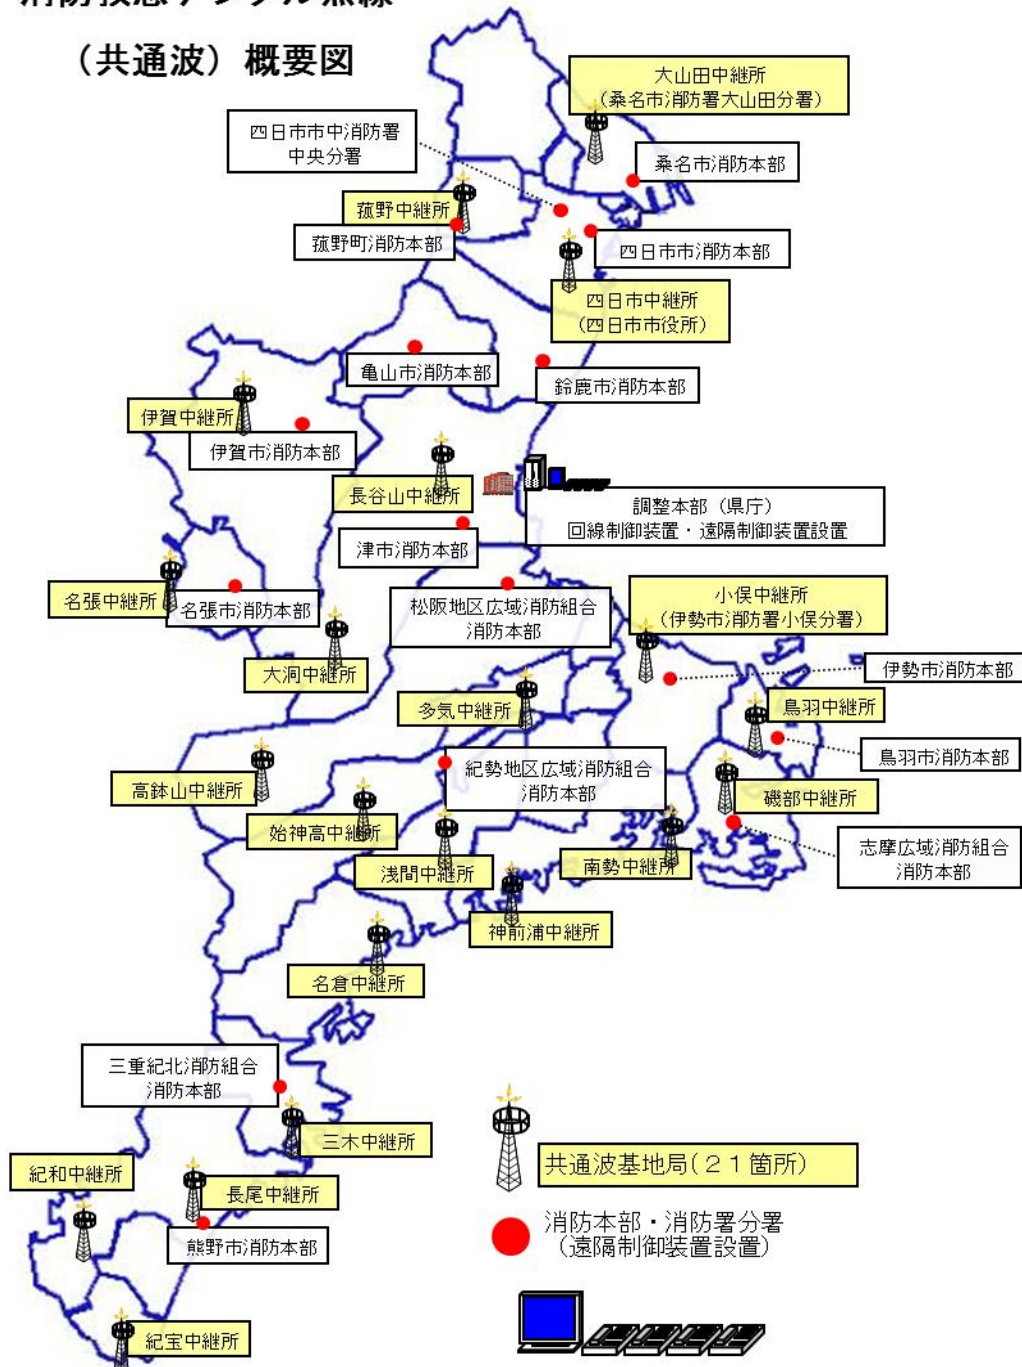 消防救急デジタル無線
（共通波）概要図
大山田中継所
（桑名市消防署大山田分署）
四日市市中消防署
中央分署
桑名市消防本部
菰野中継所
菰野町消防本部
四日市市消防本部
四日市中継所
（四日市市役所）
亀山市消防本部
鈴鹿市消防本部
伊賀中継所
伊賀市消防本部
長谷山中継所
調整本部（県庁）
回線制御装置・遠隔制御装置設置
津市消防本部
名張中継所
名張市消防本部
松阪地区広域消防組合
消防本部
小俣中継所
（伊勢市消防署小俣分署）
大洞中継所
伊勢市消防本部
多気中継所
鳥羽中継所
鳥羽市消防本部
高鉢山中継所
紀勢地区広域消防組合
消防本部
磯部中継所
始神高中継所
浅間中継所
南勢中継所
志摩広域消防組合
消防本部
神前浦中継所
名倉中継所
三重紀北消防組合
消防本部
三木中継所
共通波基地局(２１箇所)
紀和中継所
長尾中継所
熊野市消防本部
消防本部・消防署分署
（遠隔制御装置設置）
紀宝中継所